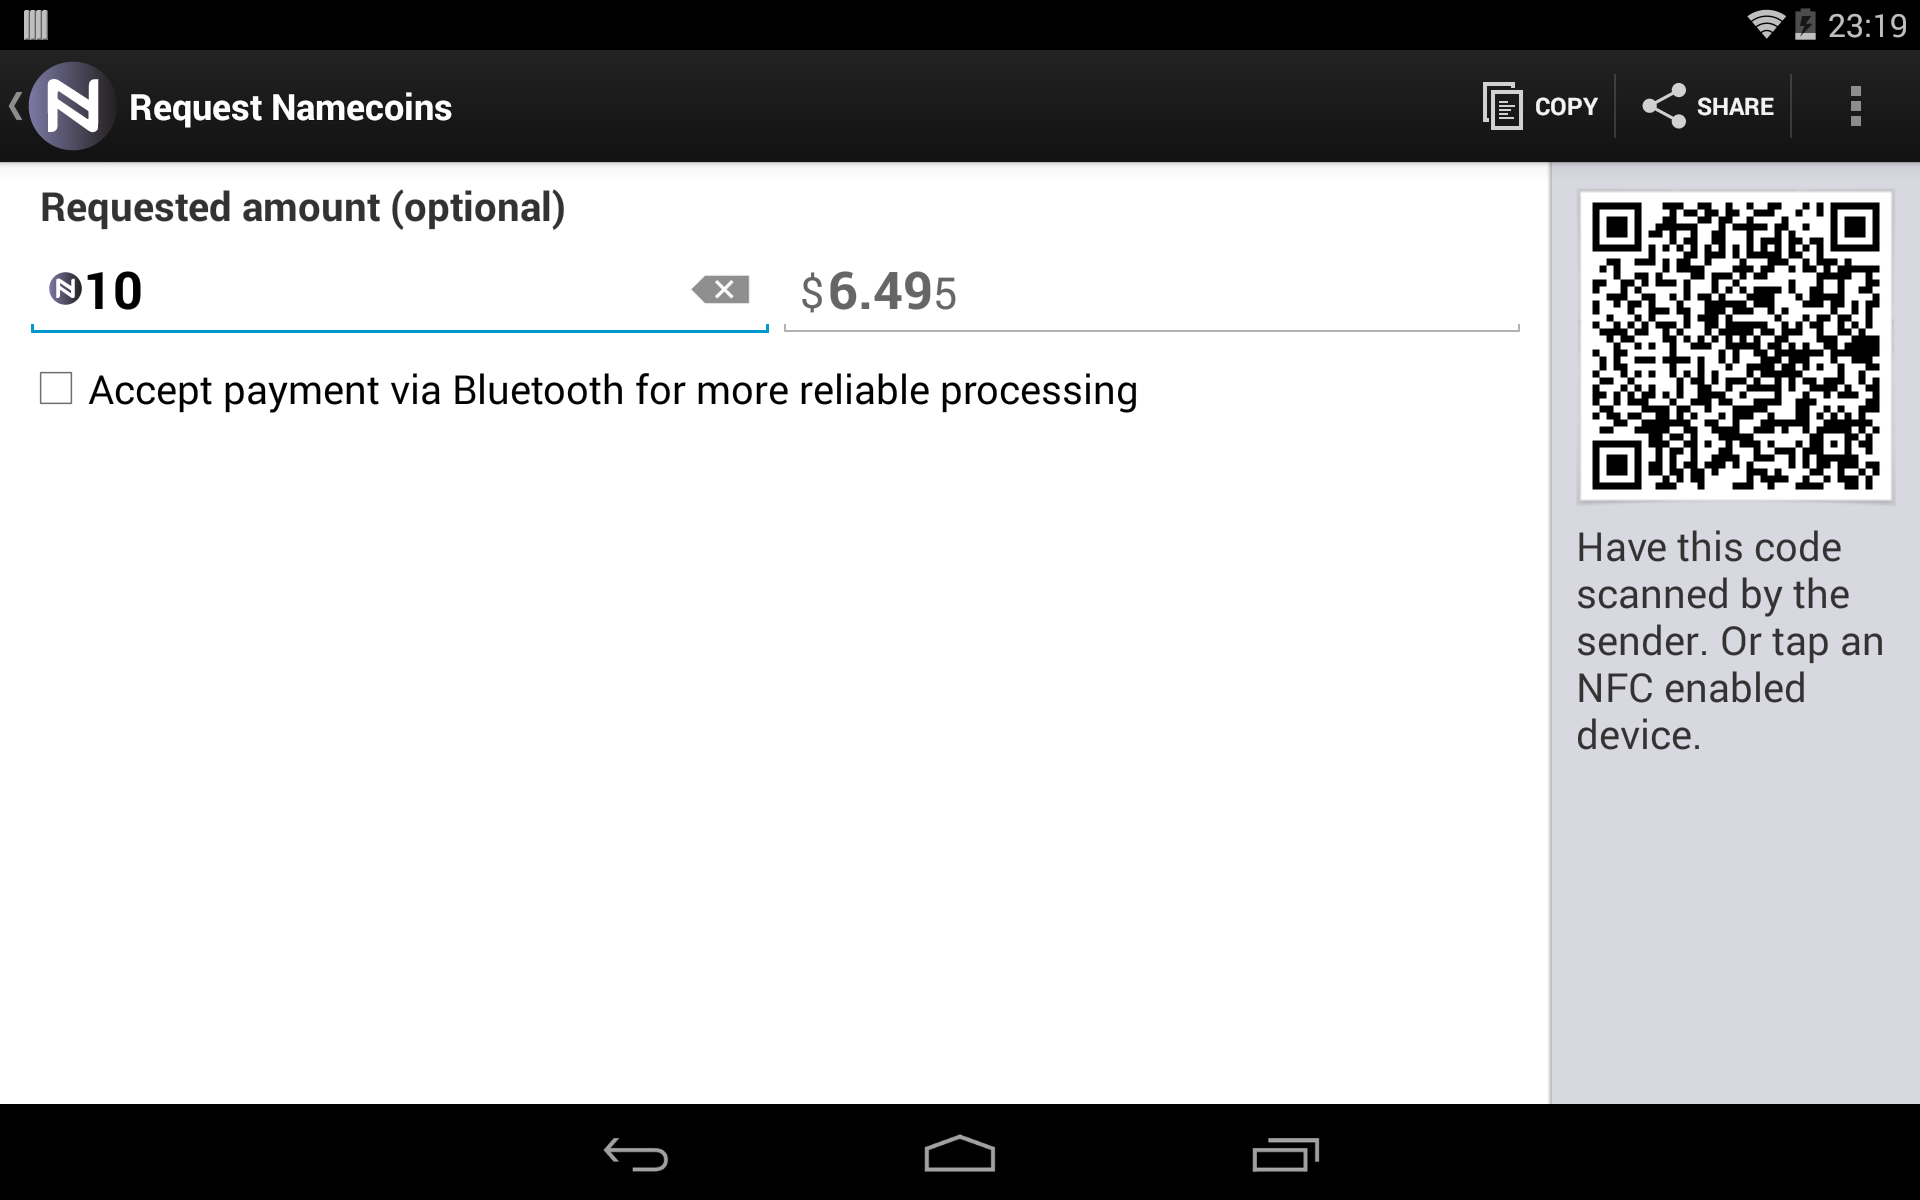 23:19
Request Namecoins
COPY
SHARE
Requested amount (optional)
10
$6.495
Accept payment via Bluetooth for more reliable processing
Have this code
scanned by the
sender. Or tap an
NFC enabled
device.